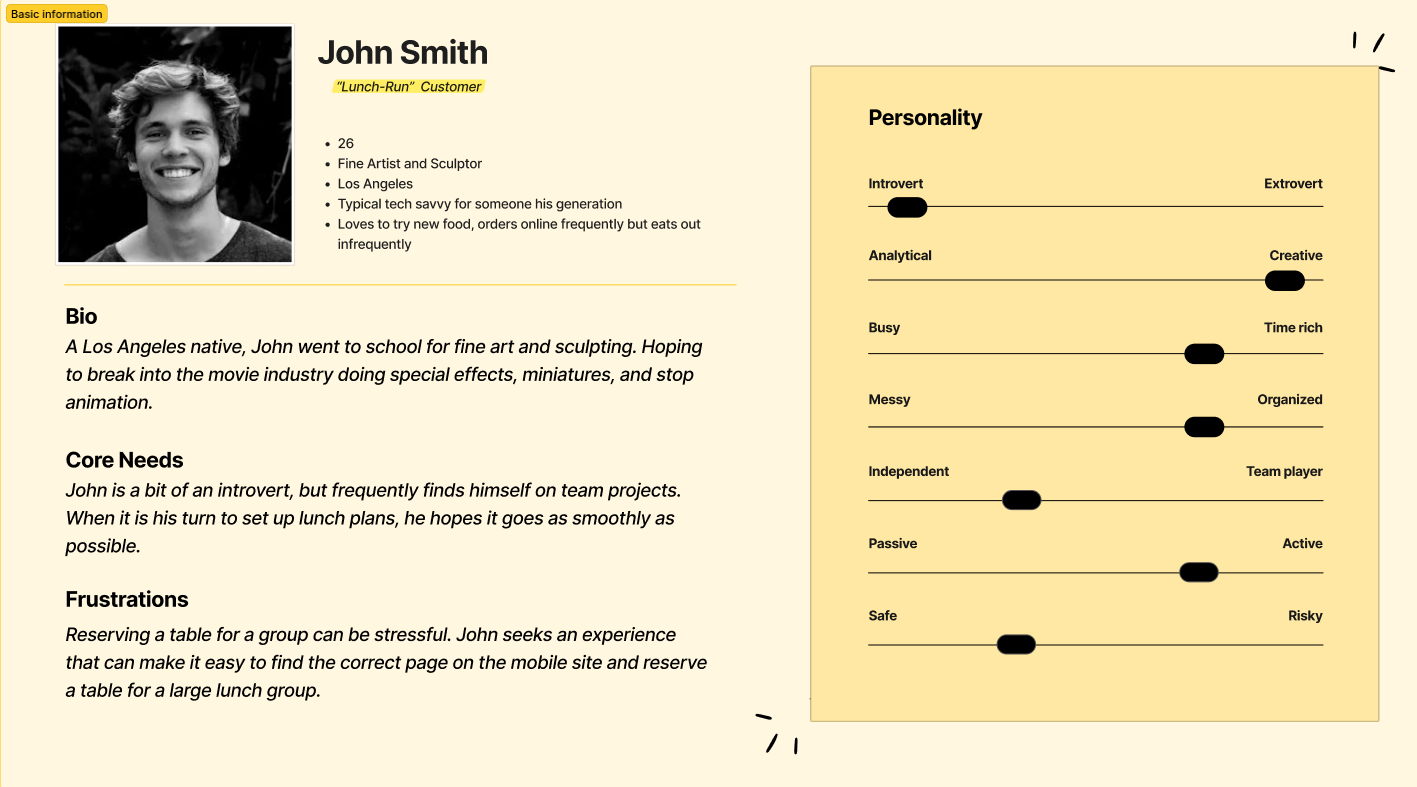 Basic information
John Smith
“Lunch-Run” Customer
26
Fine Artist and Sculptor
Los Angeles
Typical tech savvy for someone his generation
Loves to try new food, orders online frequently but eats out
infrequently
Bio
A Los Angeles native, John went to school for fine art and sculpting. Hoping
to break into the movie industry doing special effects, miniatures, and stop
animation.
Core Needs
John is a bit of an introvert, but frequently finds himself on team projects.
When it is his turn to set up lunch plans, he hopes it goes as smoothly as
possible.
Frustrations
Reserving a table for a group can be stressful. John seeks an experience
that can make it easy to find the correct page on the mobile site and reserve
a table for a large lunch group.
Personality
Introvert Extrovert
Analytical Creative
Busy Time rich
Messy Organized
Independent Team player
Passive Active
Safe Risky